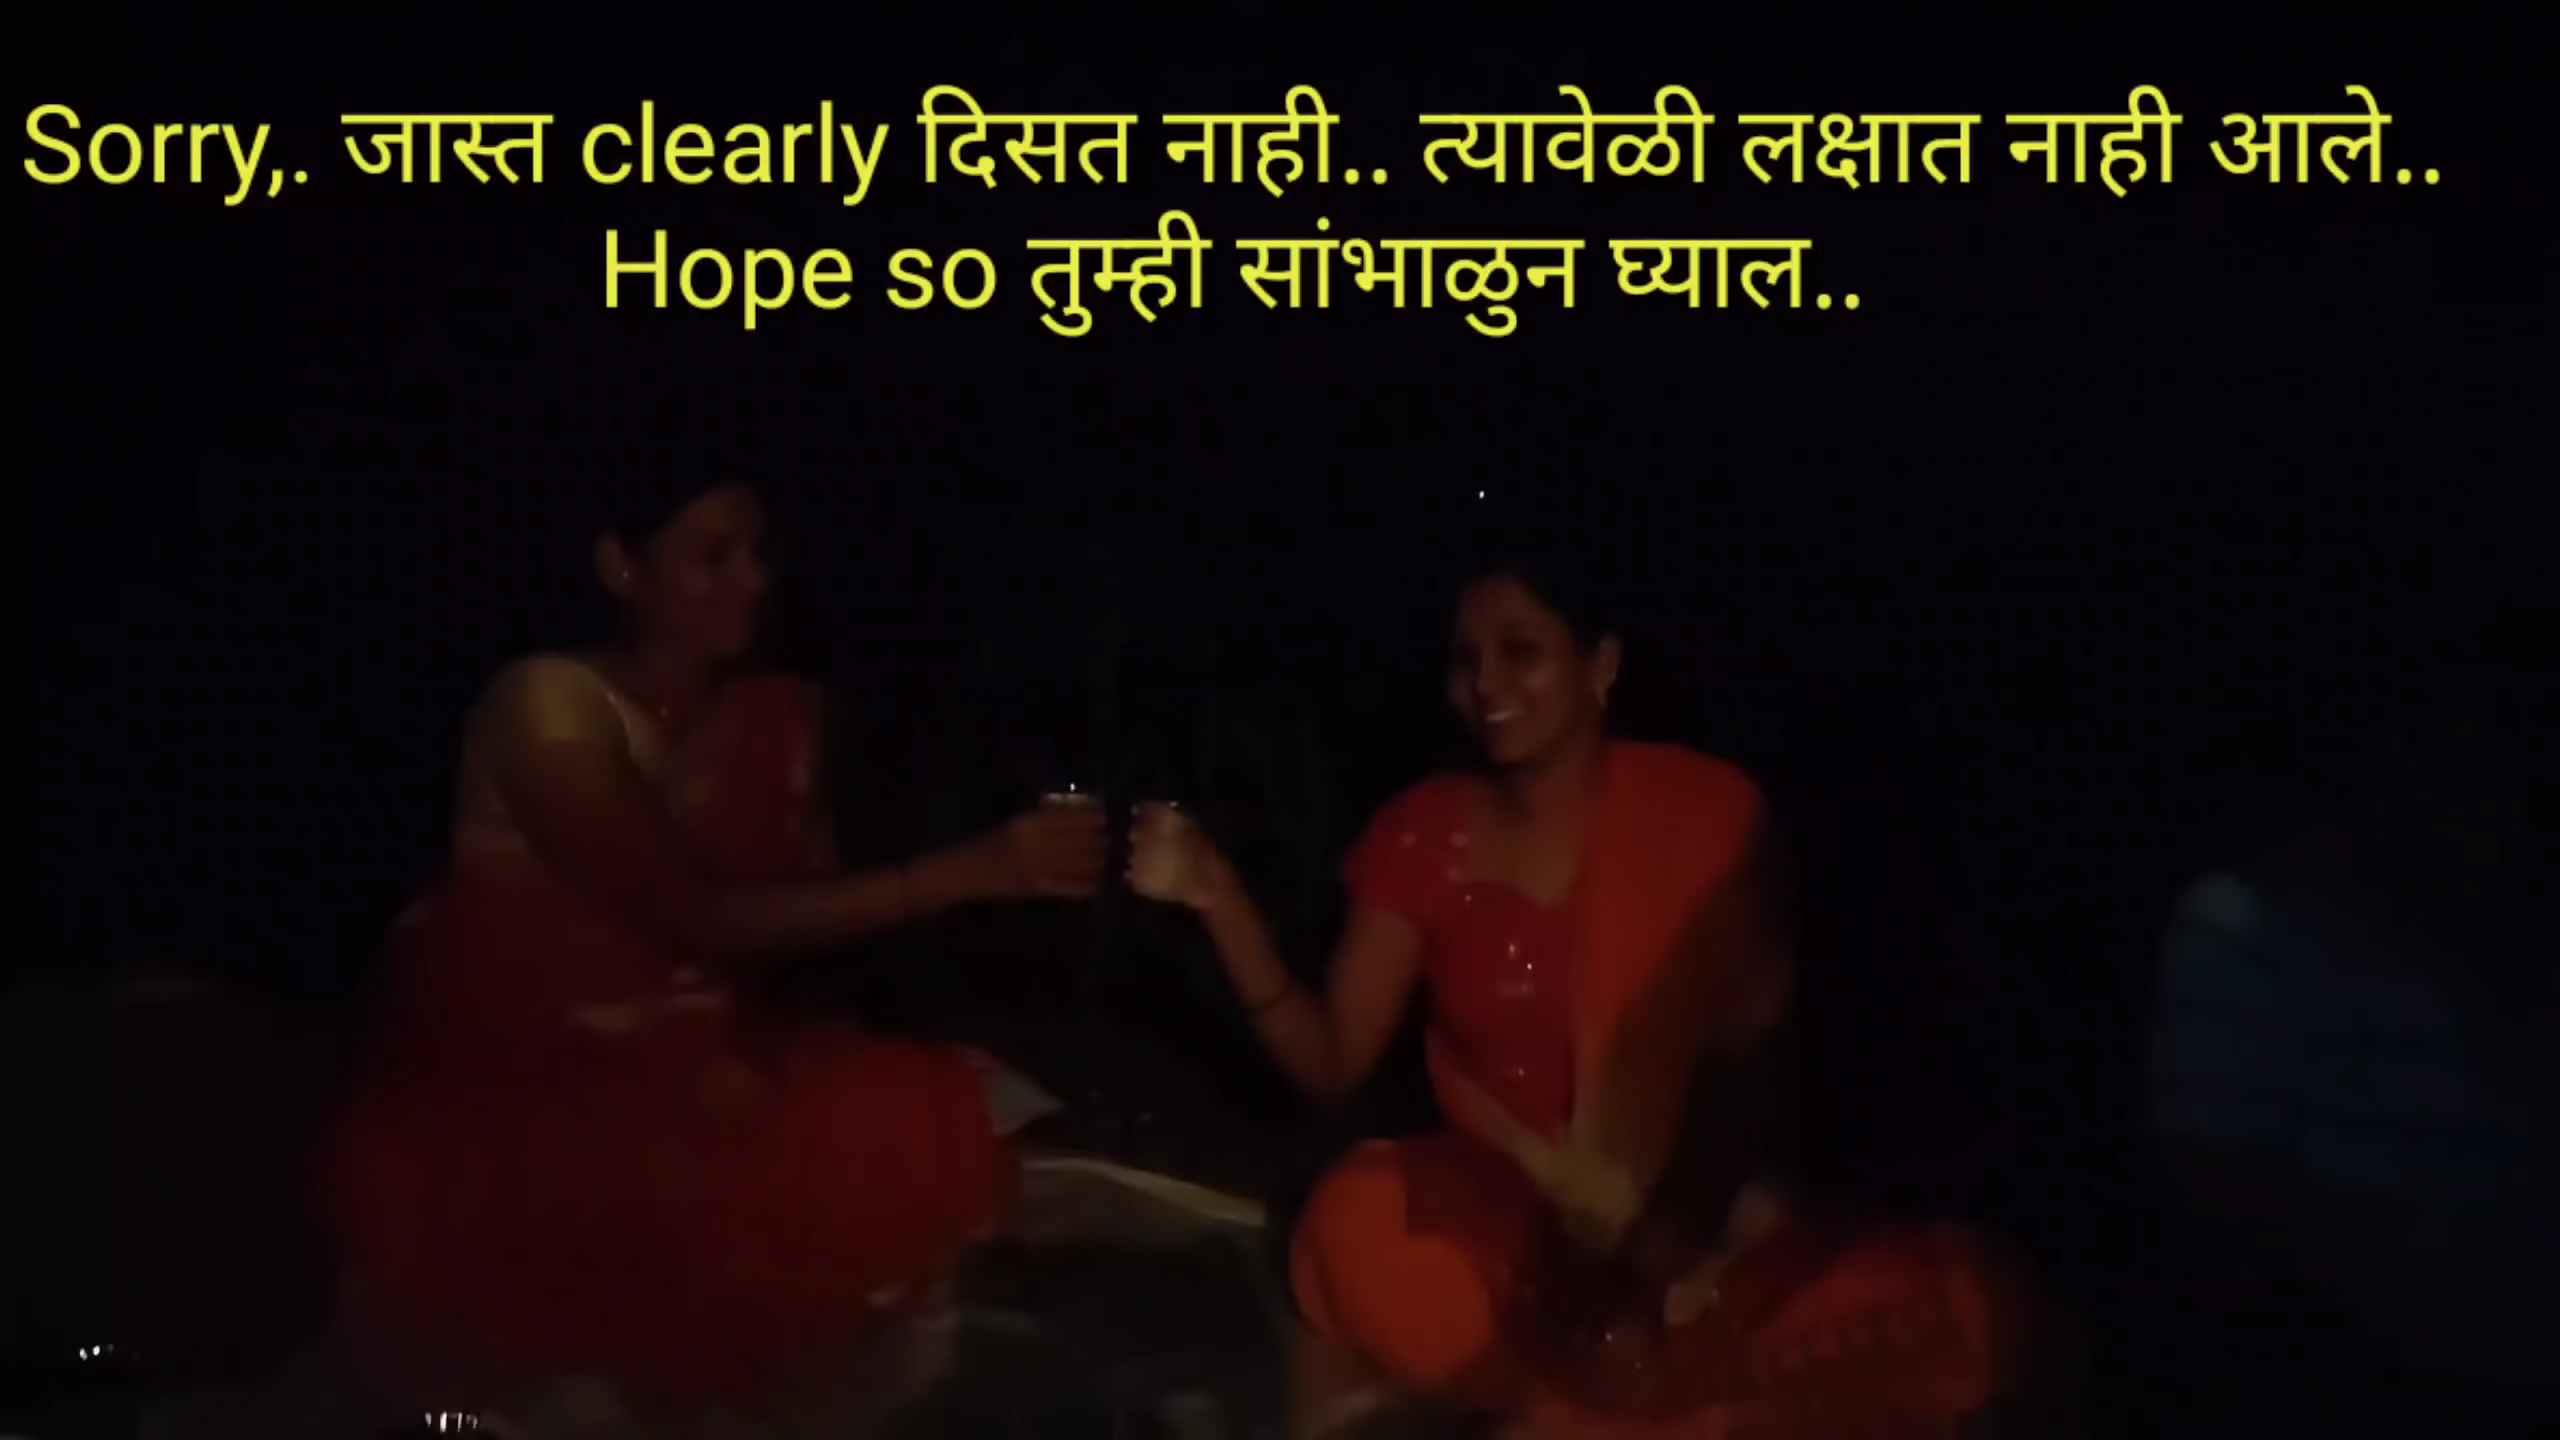 Sorry,. जास्त clearly दिसत नाही.. त्यावेळी लक्षात नाही आले..
Hope so तुम्ही सांभाळुन घ्याल..